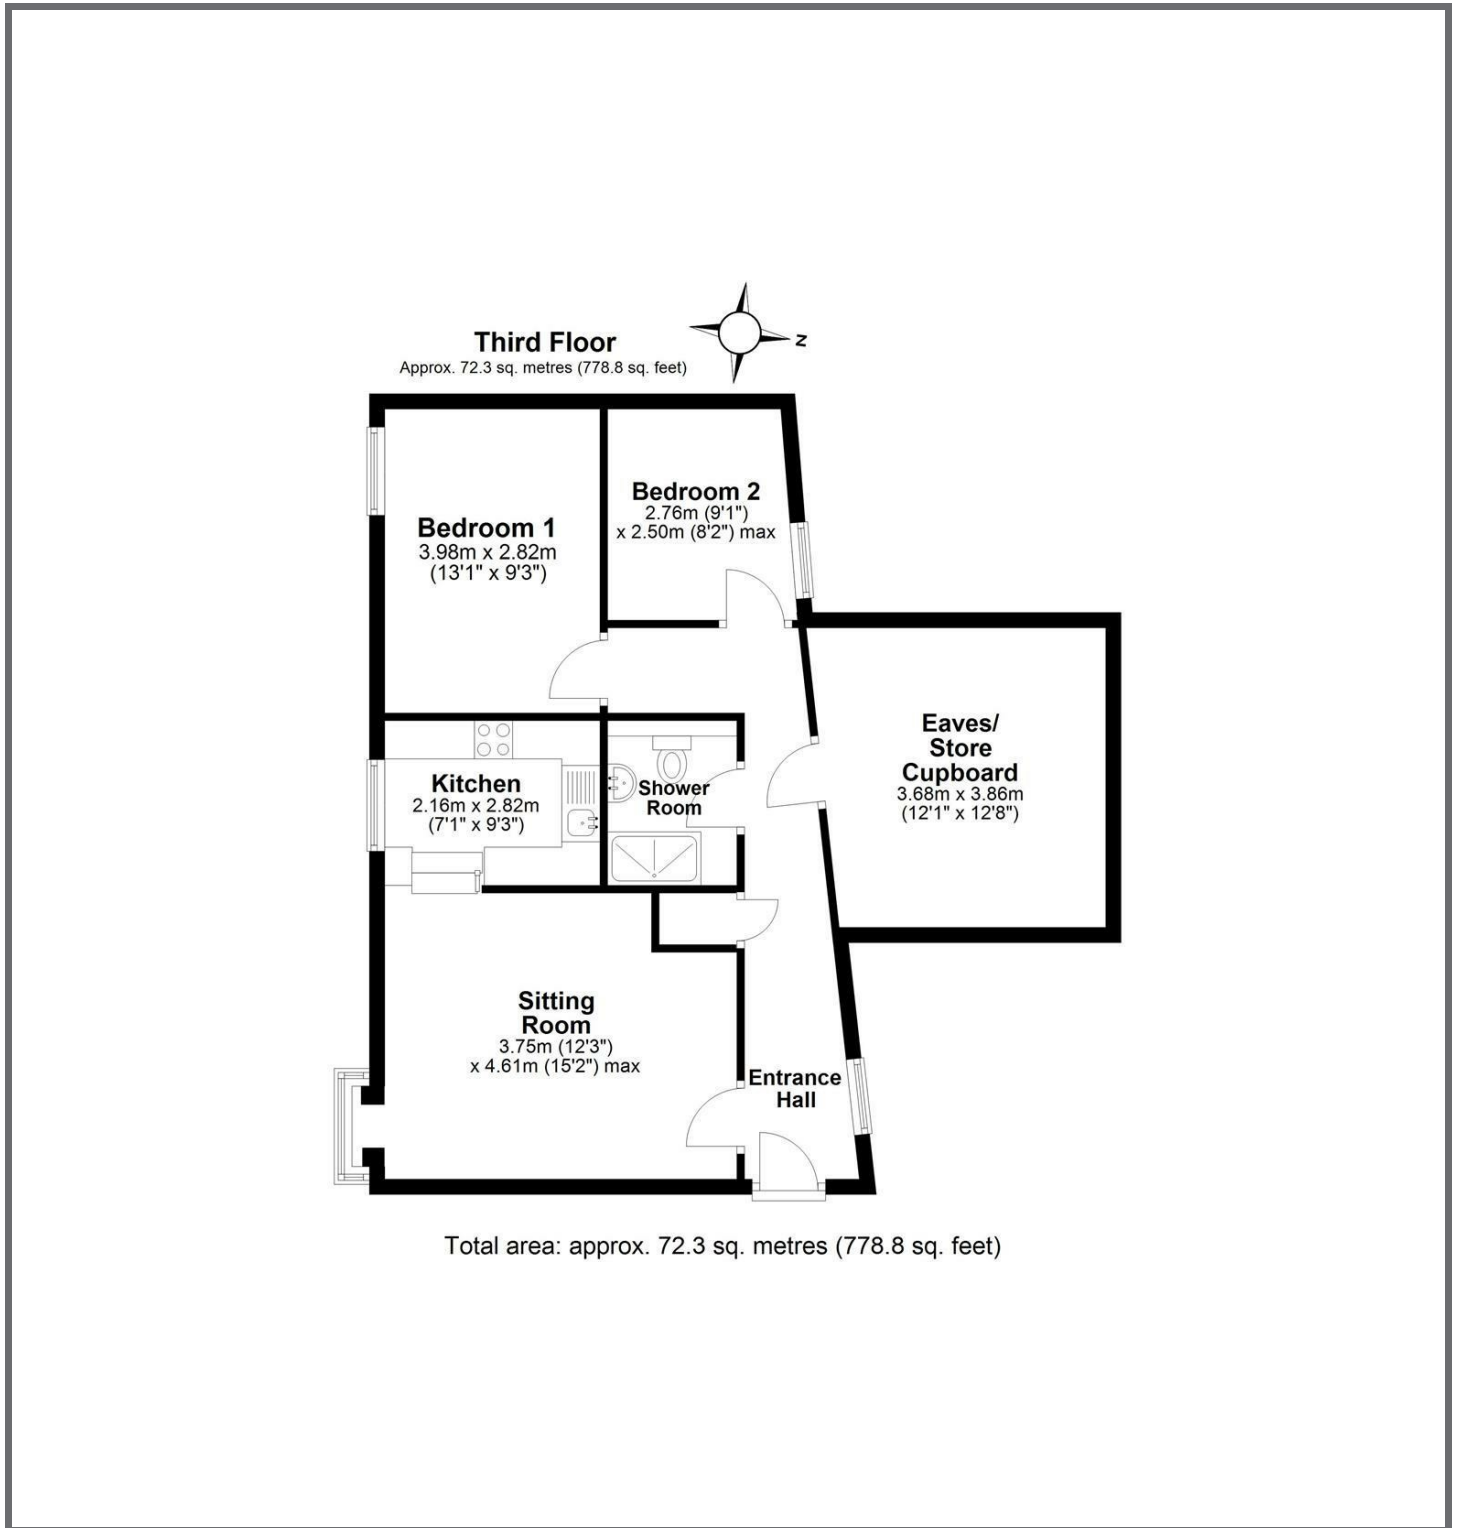 Third Floor
Approx. 72.3 sq. metres (778.8 sq. feet)
N
Bedroom 1
3.98m x 2.82m
(13'1" x 9'3")
Bedroom 2
2.76m (9'1")
x 2.50m (8'2") max
Kitchen
2.16m x 2.82m
(7'1" x 9'3")
Shower
Room
Eaves/
Store
Cupboard
3.68m x 3.86m
(12'1" x 12'8")
Sitting
Room
3.75m (12'3")
x 4.61m (15'2") max
Entrance
Hall
Total area: approx. 72.3 sq. metres (778.8 sq. feet)